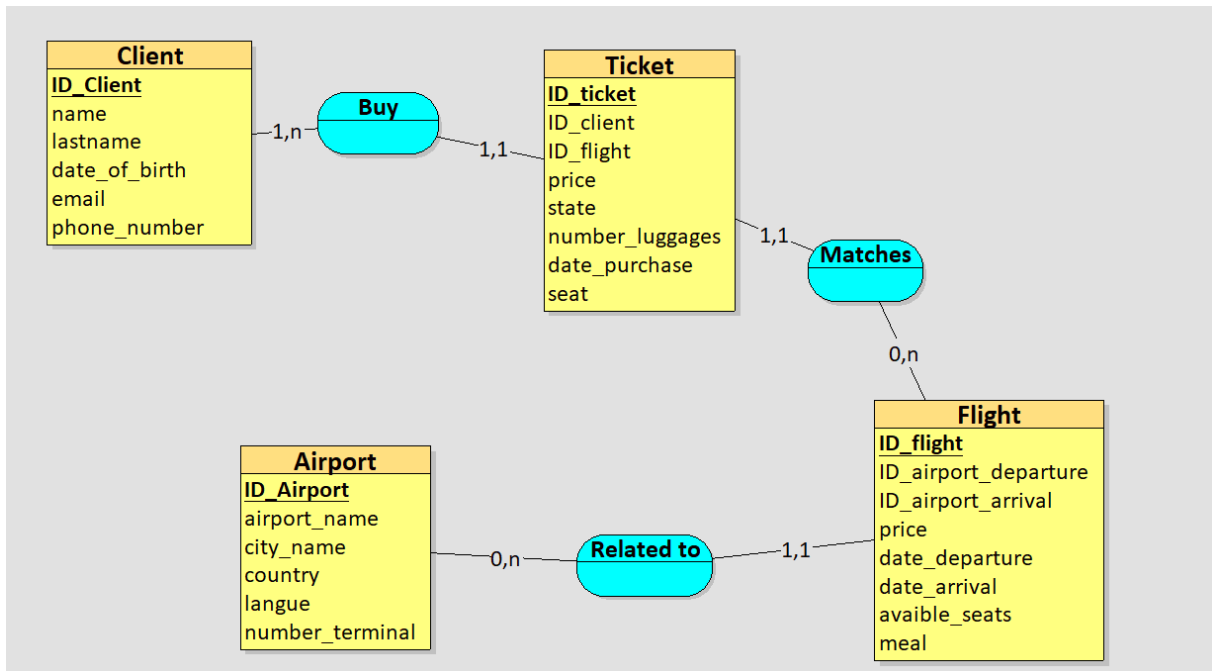 Client
ID_Client
name
lastname
date_of_birth
email
phone_number
1,n
Buy
1,1
Ticket
ID_ticket
ID_client
ID_flight
price
state
number_luggages
date_purchase
seat
1,1
Matches
0,n
Flight
ID_flight
ID_airport_departure
ID_airport_arrival
price
date_departure
date_arrival
avaible_seats
meal
Airport
ID_Airport
airport_name
city_name
country
langue
number_terminal
0,n
Related to
1,1